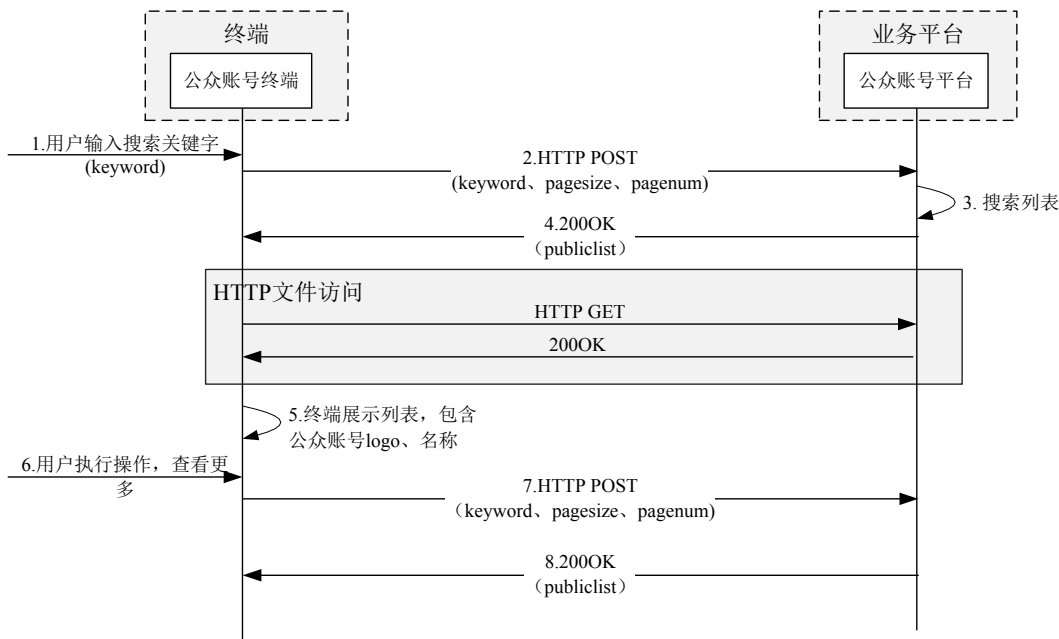 终端
业务平台
公众账号终端
公众账号平台
1.用户输入搜索关键字
(keyword)
2.HTTP POST
(keyword、pagesize、pagenum)
3. 搜索列表
4.200OK
（publiclist）
HTTP文件访问
HTTP GET
200OK
5.终端展示列表，包含
公众账号logo、名称
6.用户执行操作，查看更
多
7.HTTP POST
（keyword、pagesize、pagenum)
8.200OK
（publiclist）